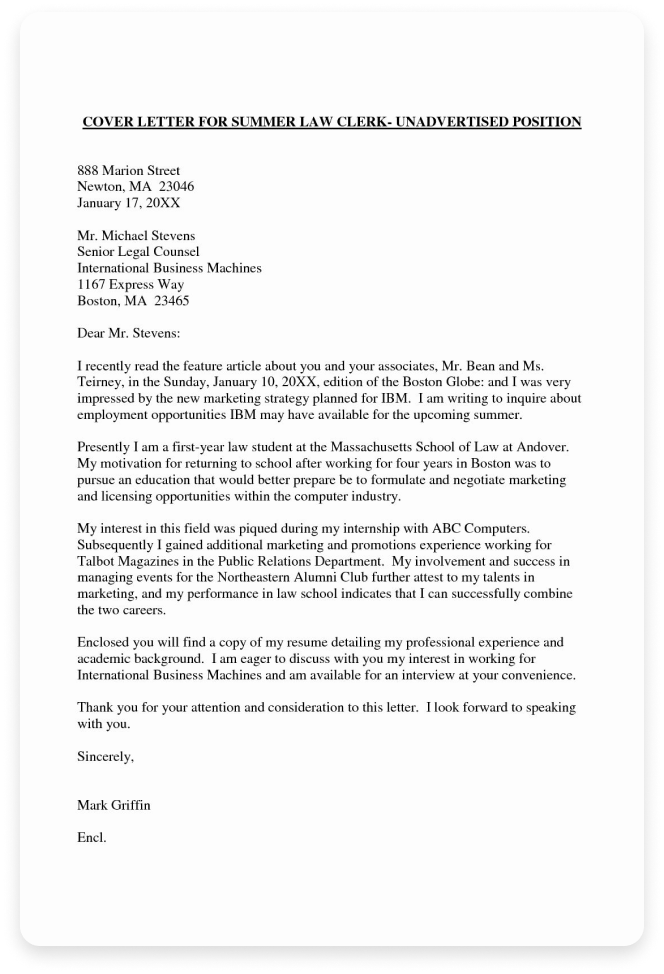 COVER LETTER FOR SUMMER LAW CLERK- UNADVERTISED POSITION
888 Marion Street
Newton, MA  23046
January 17, 20XX
Mr. Michael Stevens
Senior Legal Counsel
International Business Machines
1167 Express Way
Boston, MA  23465
Dear Mr. Stevens:
I recently read the feature article about you and your associates, Mr. Bean and Ms.
Teirney, in the Sunday, January 10, 20XX, edition of the Boston Globe: and I was very
impressed by the new marketing strategy planned for IBM.  I am writing to inquire about
employment opportunities IBM may have available for the upcoming summer.
Presently I am a first-year law student at the Massachusetts School of Law at Andover.
My motivation for returning to school after working for four years in Boston was to
pursue an education that would better prepare be to formulate and negotiate marketing
and licensing opportunities within the computer industry.
My interest in this field was piqued during my internship with ABC Computers.
Subsequently I gained additional marketing and promotions experience working for
Talbot Magazines in the Public Relations Department.  My involvement and success in
managing events for the Northeastern Alumni Club further attest to my talents in
marketing, and my performance in law school indicates that I can successfully combine
the two careers.
Enclosed you will find a copy of my resume detailing my professional experience and
academic background.  I am eager to discuss with you my interest in working for
International Business Machines and am available for an interview at your convenience.
Thank you for your attention and consideration to this letter.  I look forward to speaking
with you.
Sincerely,
Mark Griffin
Encl.